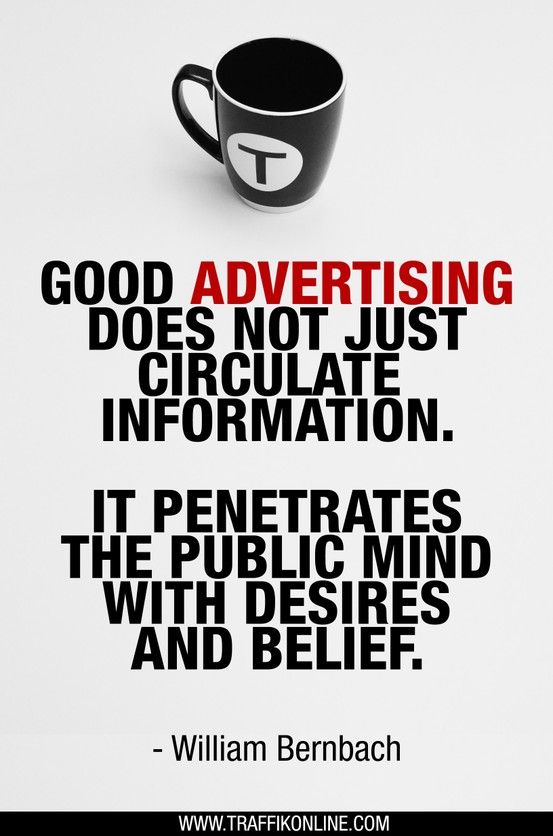 T
GOOD ADVERTISING
DOES NOT JUST
CIRCULATE
INFORMATION.
IT PENETRATES
THE PUBLIC MIND
WITH DESIRES
AND BELIEF.
- William Bernbach
WWW.TRAFFIKONLINE.COM